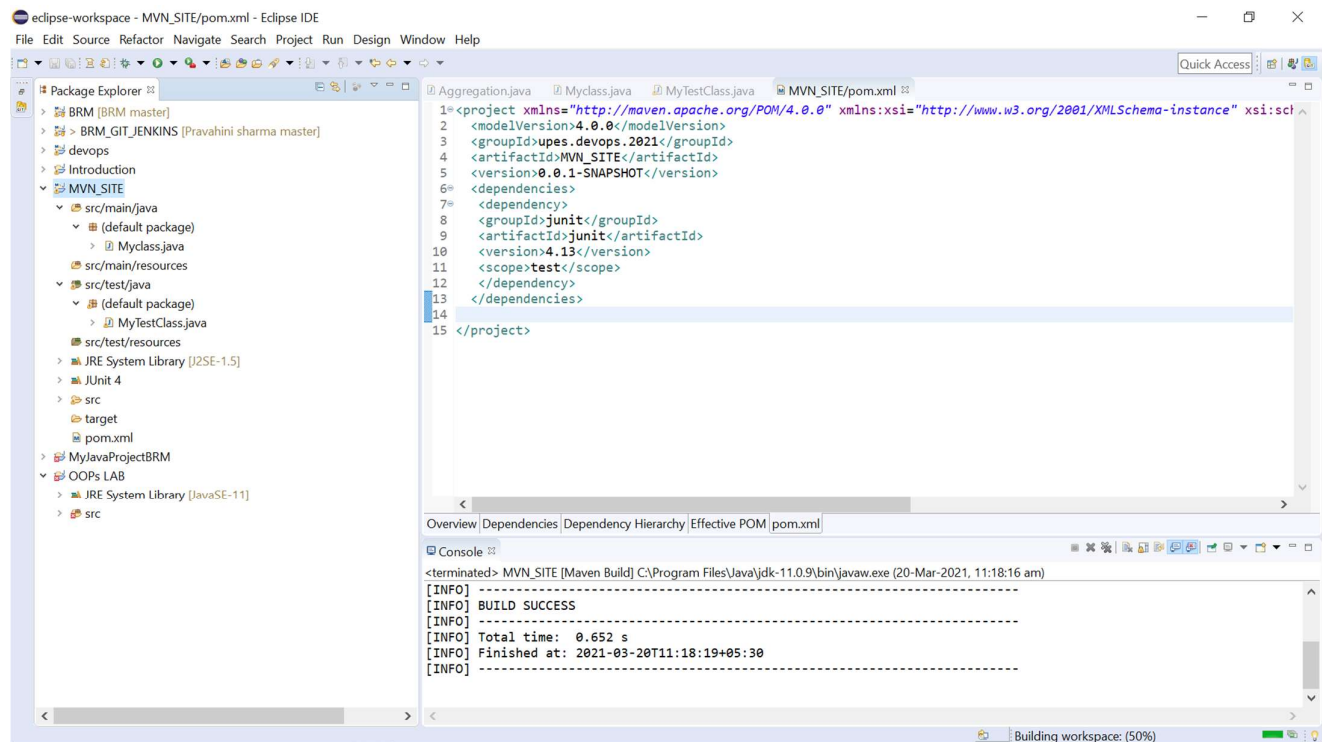 eclipse-workspace - MVN_SITE/pom.xml - Eclipse IDE
File Edit Source Refactor Navigate Search Project Run Design Window Help
Quick Access
Package Explorer
BRM [BRM master]
> BRM_GIT_JENKINS [Pravahini sharma master]
devops
Introduction
MVN_SITE
src/main/java
(default package)
Myclass.java
src/main/resources
src/test/java
(default package)
MyTestClass.java
src/test/resources
JRE System Library [J2SE-1.5]
JUnit 4
src
target
pom.xml
MyJavaProjectBRM
OOPs LAB
JRE System Library [JavaSE-11]
src
Aggregation.java Myclass.java MyTestClass.java MVN_SITE/pom.xml
1 <project xmlns="http://maven.apache.org/POM/4.0.0" xmlns:xsi="http://www.w3.org/2001/XMLSchema-instance" xsi:sch
2 <modelVersion>4.0.0</modelVersion>
3 <groupId>upes.devops.2021</groupId>
4 <artifactId>MVN_SITE</artifactId>
5 <version>0.0.1-SNAPSHOT</version>
6 <dependencies>
7 <dependency>
8 <groupId>junit</groupId>
9 <artifactId>junit</artifactId>
10 <version>4.13</version>
11 <scope>test</scope>
12 </dependency>
13 </dependencies>
14
15 </project>
Overview Dependencies Dependency Hierarchy Effective POM pom.xml
Console
<terminated> MVN_SITE [Maven Build] C:\Program Files\Java\jdk-11.0.9\bin\javaw.exe (20-Mar-2021, 11:18:16 am)
[INFO] ------------------------------------------------------------------------
[INFO] BUILD SUCCESS
[INFO] ------------------------------------------------------------------------
[INFO] Total time:  0.652 s
[INFO] Finished at: 2021-03-20T11:18:19+05:30
[INFO] ------------------------------------------------------------------------
Building workspace: (50%)